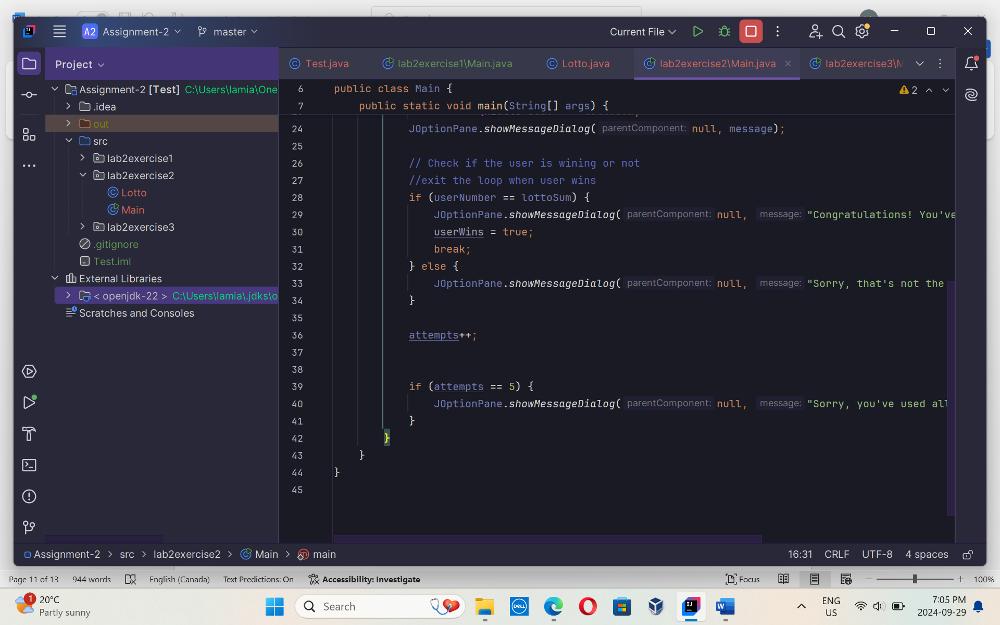 A2 Assignment-2 master Current File
Project
Test.java lab2exercise1\Main.java Lotto.java lab2exercise2\Main.java lab2exercise3\M
Assignment-2 [Test] C:\Users\lamia\One
.idea
out
src
lab2exercise1
lab2exercise2
Lotto
Main
lab2exercise3
.gitignore
Test.iml
External Libraries
< openjdk-22 > C:\Users\lamia\.jdks\o
Scratches and Consoles
2
6 public class Main {
7 public static void main(String[] args) {
24 JOptionPane.showMessageDialog( parentComponent: null, message);
25
26 // Check if the user is wining or not
27 //exit the loop when user wins
28 if (userNumber == lottoSum) {
29 JOptionPane.showMessageDialog( parentComponent: null, message: "Congratulations! You've
30 userWins = true;
31 break;
32 } else {
33 JOptionPane.showMessageDialog( parentComponent: null, message: "Sorry, that's not the
34 }
35
36 attempts++;
37
38
39 if (attempts == 5) {
40 JOptionPane.showMessageDialog( parentComponent: null, message: "Sorry, you've used all
41 }
42 }
43 }
44 }
45
Assignment-2 > src > lab2exercise2 > Main > main 16:31 CRLF UTF-8 4 spaces
Page 11 of 13 944 words English (Canada) Text Predictions: On Accessibility: Investigate Focus 100%
1 20°C
Partly sunny
Search
DELL
ENG
US
7:05 PM
2024-09-29